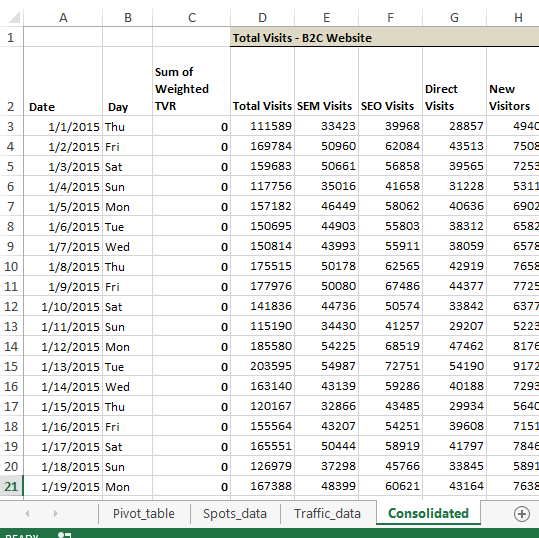 A B C D E F G H
1 Total Visits - B2C Website
2 Date Day Sum of Weighted TVR Total Visits SEM Visits SEO Visits Direct Visits New Visitors
3 1/1/2015 Thu 0 111589 33423 39968 28857 4940
4 1/2/2015 Fri 0 169784 50960 62084 43513 7508
5 1/3/2015 Sat 0 159683 50661 56858 39565 7253
6 1/4/2015 Sun 0 117756 35016 41658 31228 5311
7 1/5/2015 Mon 0 157182 46449 58062 40636 6902
8 1/6/2015 Tue 0 150695 44903 55803 38312 6582
9 1/7/2015 Wed 0 150814 43993 55911 38059 6578
10 1/8/2015 Thu 0 175515 50178 62565 42919 7658
11 1/9/2015 Fri 0 177976 50080 67486 44377 7725
12 1/10/2015 Sat 0 141836 44736 50574 33842 6377
13 1/11/2015 Sun 0 115190 34430 41257 29207 5223
14 1/12/2015 Mon 0 185580 54225 68519 47462 8176
15 1/13/2015 Tue 0 203595 54987 72751 54190 9172
16 1/14/2015 Wed 0 163140 43139 59286 40188 7293
17 1/15/2015 Thu 0 120167 32866 43485 29934 5640
18 1/16/2015 Fri 0 155564 43207 54251 39608 7151
19 1/17/2015 Sat 0 165551 50444 58919 41797 7846
20 1/18/2015 Sun 0 126979 37298 45766 33845 5891
21 1/19/2015 Mon 0 167388 48399 60621 43164 7638
Pivot_table Spots_data Traffic_data Consolidated
READY